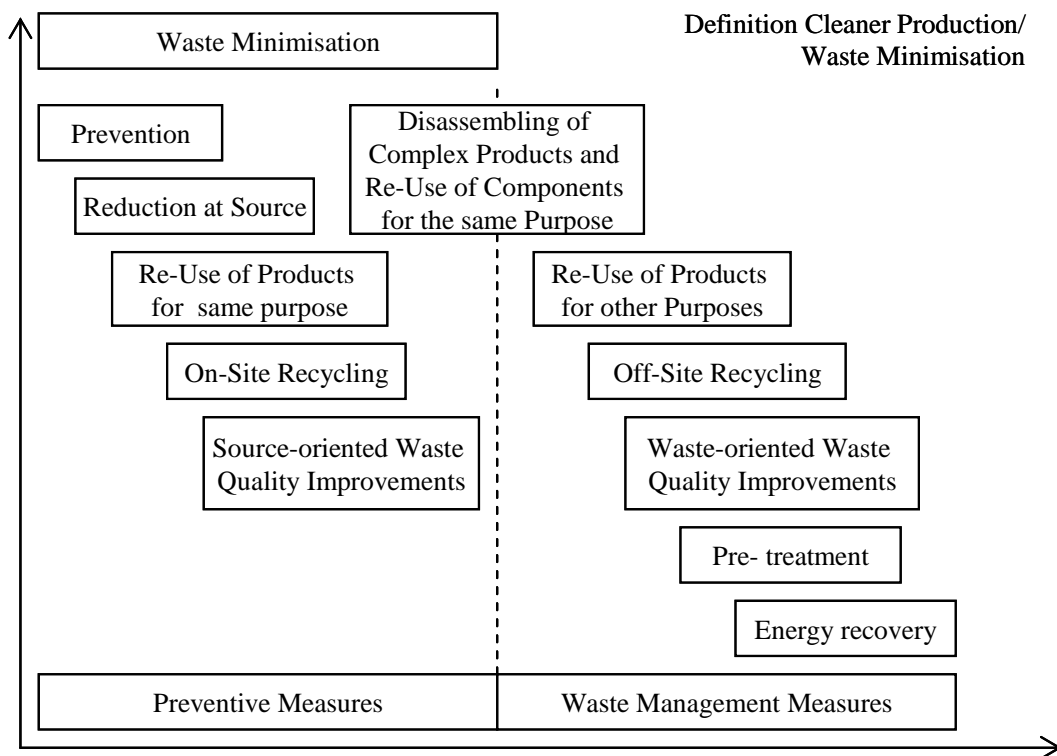 Definition Cleaner Production/
Waste Minimisation
Waste Minimisation
Prevention
Disassembling of
Complex Products and
Re-Use of Components
for the same Purpose
Reduction at Source
Re-Use of Products
for same purpose
Re-Use of Products
for other Purposes
On-Site Recycling
Off-Site Recycling
Source-oriented Waste
Quality Improvements
Waste-oriented Waste
Quality Improvements
Pre- treatment
Energy recovery
Preventive Measures
Waste Management Measures